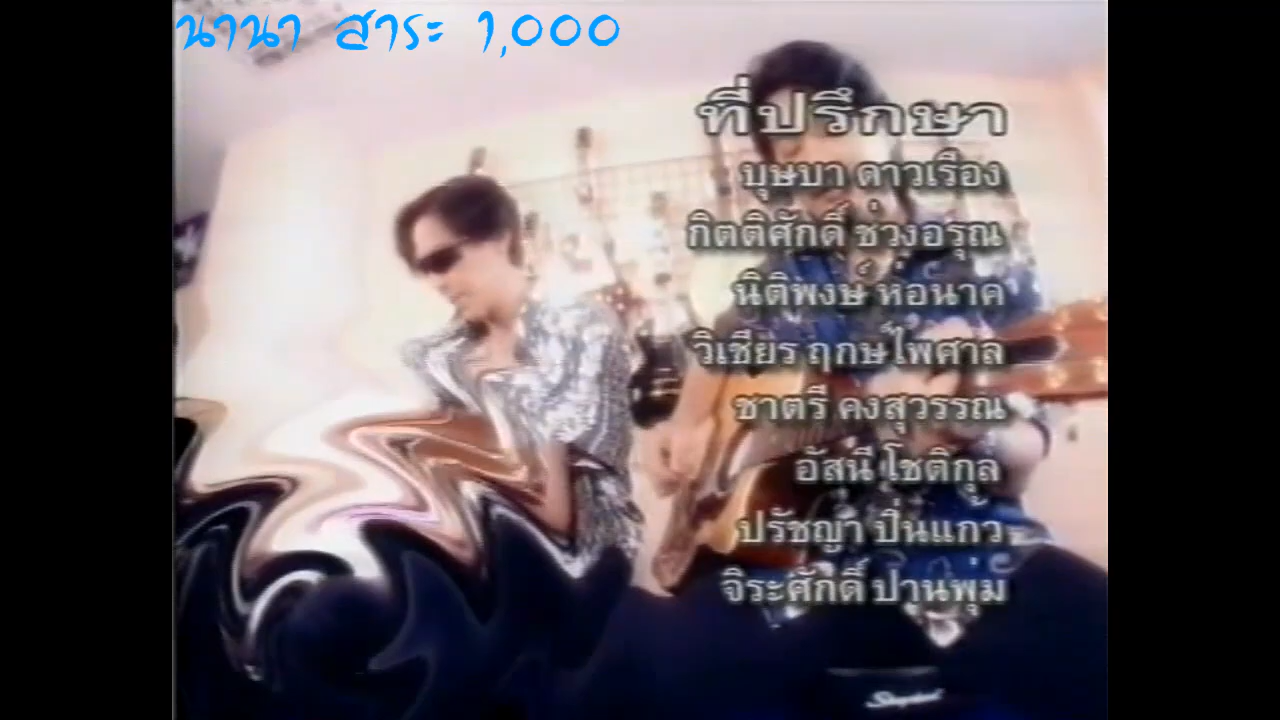 นานา สาระ 1,000
ที่ปรึกษา
บุษบา ดาวเรือง
กิตติศักดิ์ ช่วงอรุณ
นิติพงษ์ ห่อนาค
วิเชียร ฤกษ์ไพศาล
ชาตรี คงสุวรรณ
อัสนี โชติกุล
ปรัชญา ปิ่นแก้ว
จิระศักดิ์ ปานพุ่ม